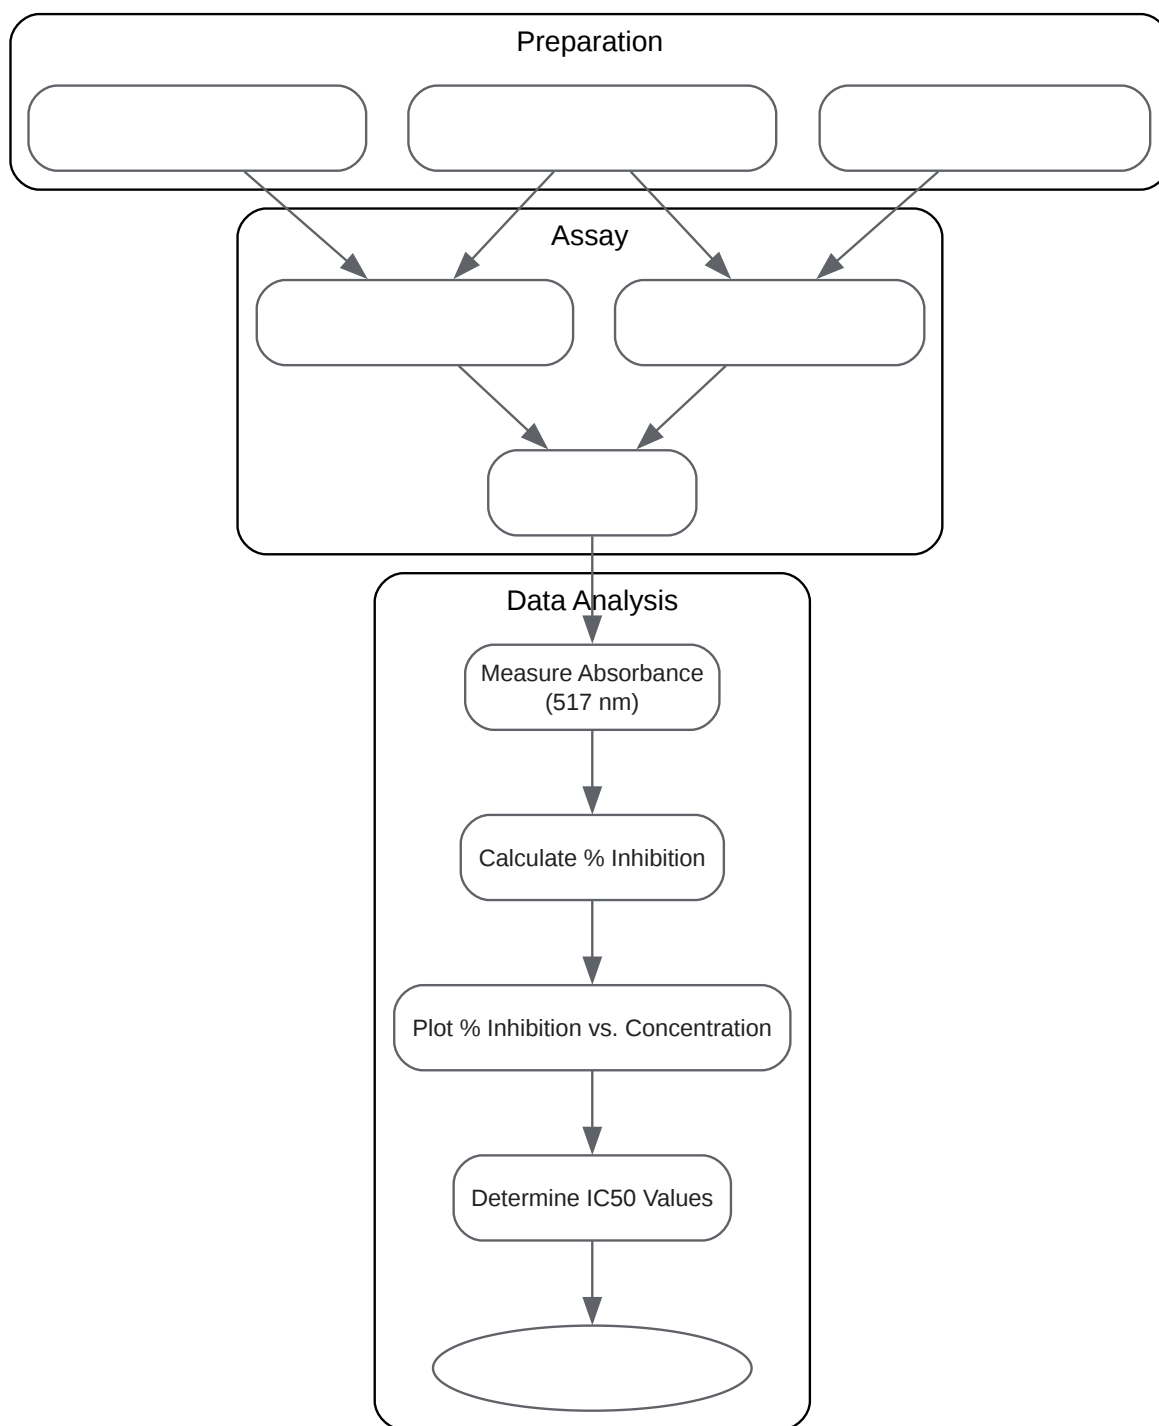 Preparation
Assay
Data Analysis
Measure Absorbance
(517 nm)
Calculate % Inhibition
Plot % Inhibition vs. Concentration
Determine IC50 Values